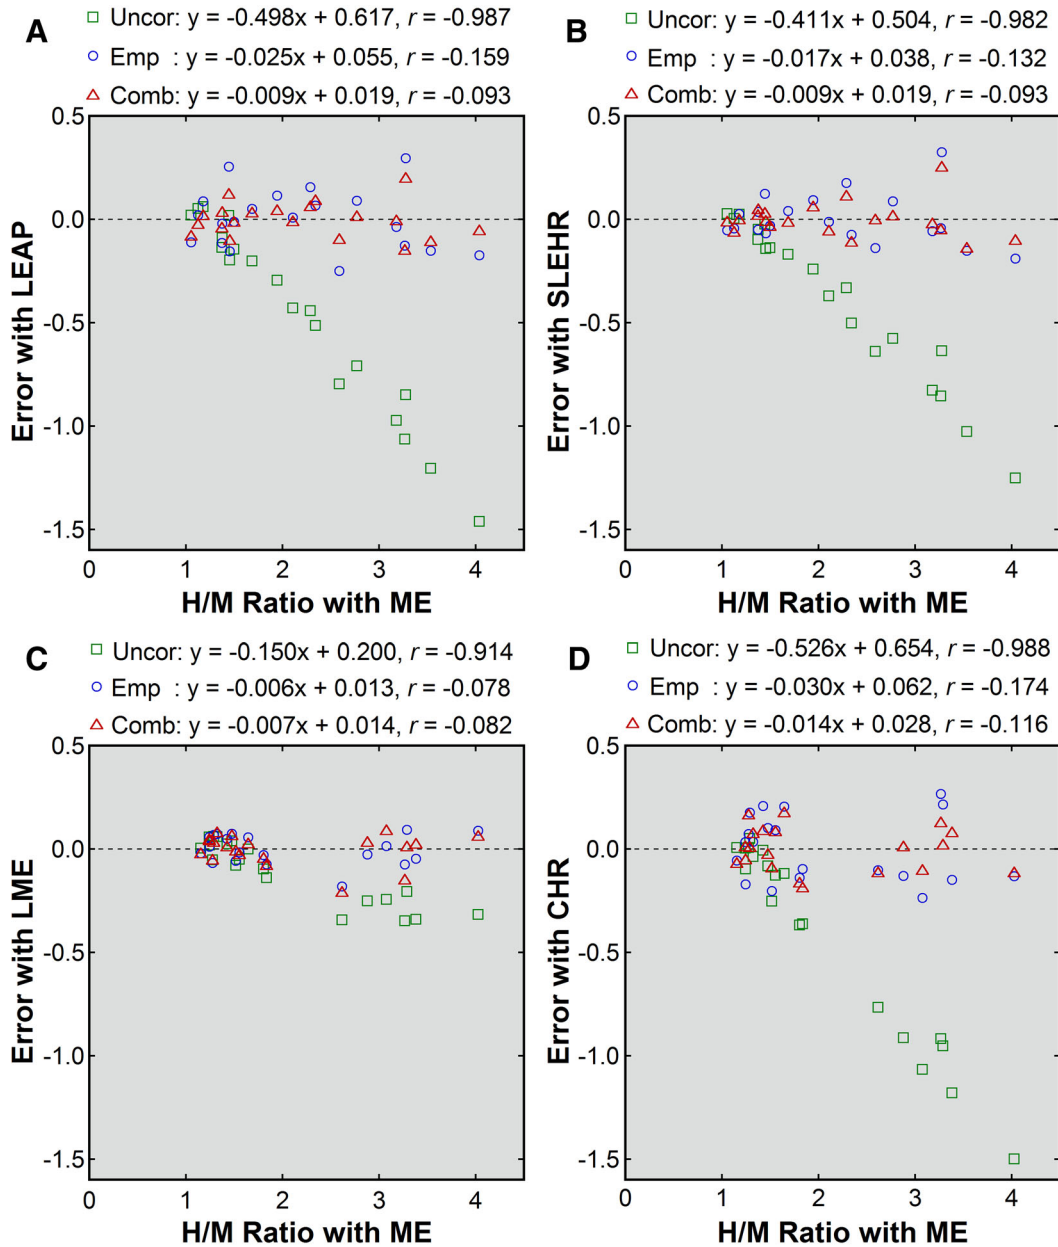 A
Uncor: y = -0.498x + 0.617, r = -0.987
Emp : y = -0.025x + 0.055, r = -0.159
Comb: y = -0.009x + 0.019, r = -0.093
0.5
0.0
-0.5
-1.0
-1.5
Error with LEAP
0 1 2 3 4
H/M Ratio with ME
B
Uncor: y = -0.411x + 0.504, r = -0.982
Emp : y = -0.017x + 0.038, r = -0.132
Comb: y = -0.009x + 0.019, r = -0.093
0.5
0.0
-0.5
-1.0
-1.5
Error with SLEHR
0 1 2 3 4
H/M Ratio with ME
C
Uncor: y = -0.150x + 0.200, r = -0.914
Emp : y = -0.006x + 0.013, r = -0.078
Comb: y = -0.007x + 0.014, r = -0.082
0.5
0.0
-0.5
-1.0
-1.5
Error with LME
0 1 2 3 4
H/M Ratio with ME
D
Uncor: y = -0.526x + 0.654, r = -0.988
Emp : y = -0.030x + 0.062, r = -0.174
Comb: y = -0.014x + 0.028, r = -0.116
0.5
0.0
-0.5
-1.0
-1.5
Error with CHR
0 1 2 3 4
H/M Ratio with ME